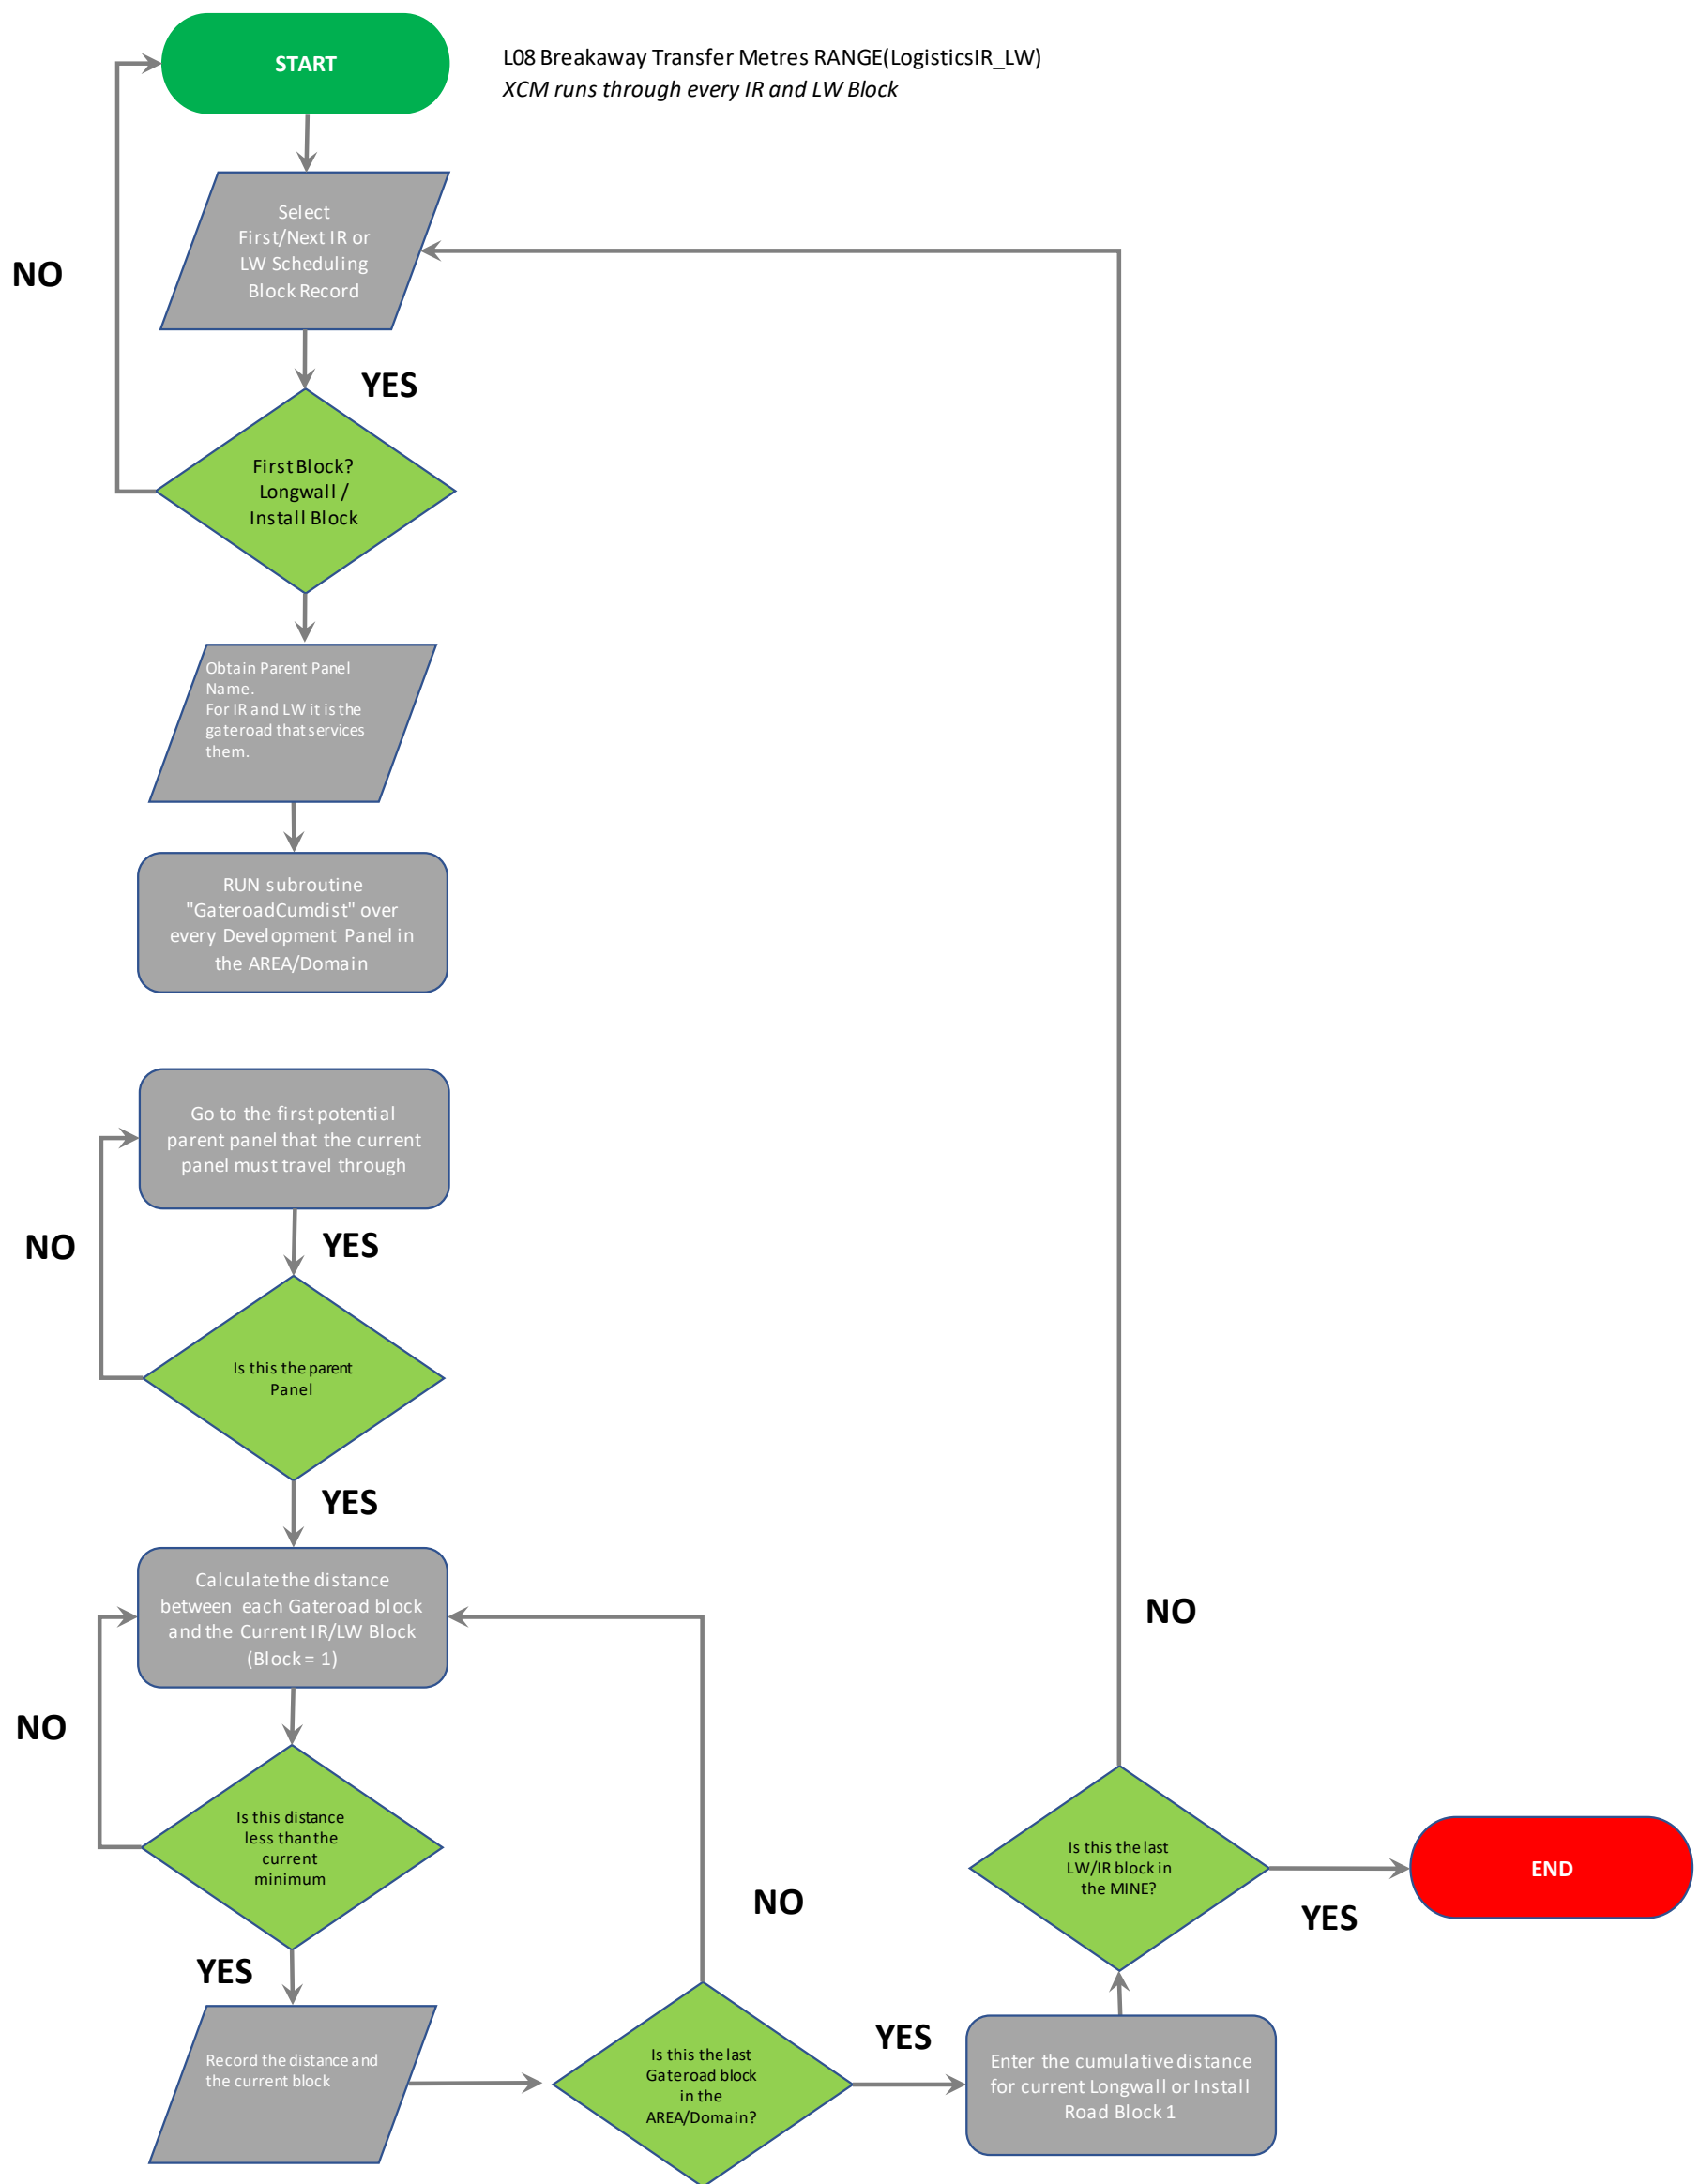 START
L08 Breakaway Transfer Metres RANGE(LogisticsIR_LW)
XCM runs through every IR and LW Block
Select
First/Next IR or
LW Scheduling
Block Record
NO
YES
First Block?
Longwall /
Install Block
Obtain Parent Panel
Name.
For IR and LW it is the
gateroad that services
them.
RUN subroutine
"GateroadCumdist" over
every Development Panel in
the AREA/Domain
Go to the first potential
parent panel that the current
panel must travel through
NO
YES
Is this the parent
Panel
YES
Calculate the distance
between each Gateroad block
and the Current IR/LW Block
(Block = 1)
NO
NO
Is this distance
less than the
current
minimum
Is this the last
LW/IR block in
the MINE?
END
NO
YES
YES
Record the distance and
the current block
Is this the last
Gateroad block
in the
AREA/Domain?
YES
Enter the cumulative distance
for current Longwall or Install
Road Block 1